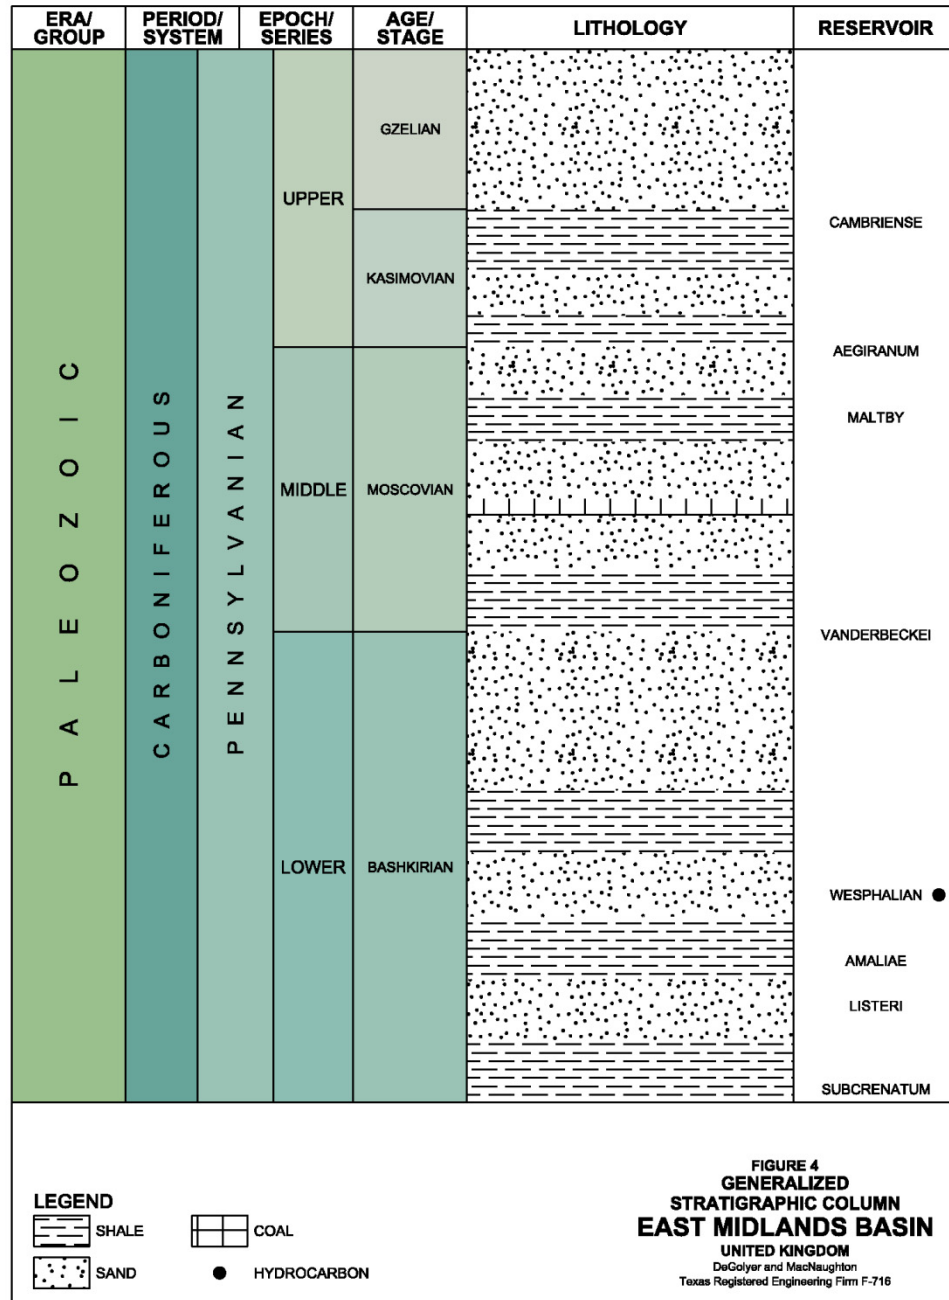 ERA/
GROUP
PERIOD/
SYSTEM
EPOCH/
SERIES
AGE/
STAGE
LITHOLOGY
RESERVOIR
PALEOZOIC
CARBONIFEROUS
PENNSYLVANIAN
UPPER
MIDDLE
LOWER
GZELIAN
KASIMOVIAN
MOSCOVIAN
BASHKIRIAN
CAMBRIENSE
AEGIRANUM
MALTBY
VANDERBECKEI
WESPHALIAN
AMALIAE
LISTERI
SUBCRENATUM
LEGEND
SHALE
COAL
SAND
HYDROCARBON
FIGURE 4
GENERALIZED
STRATIGRAPHIC COLUMN
EAST MIDLANDS BASIN
UNITED KINGDOM
DeGolyer and MacNaughton
Texas Registered Engineering Firm F-716